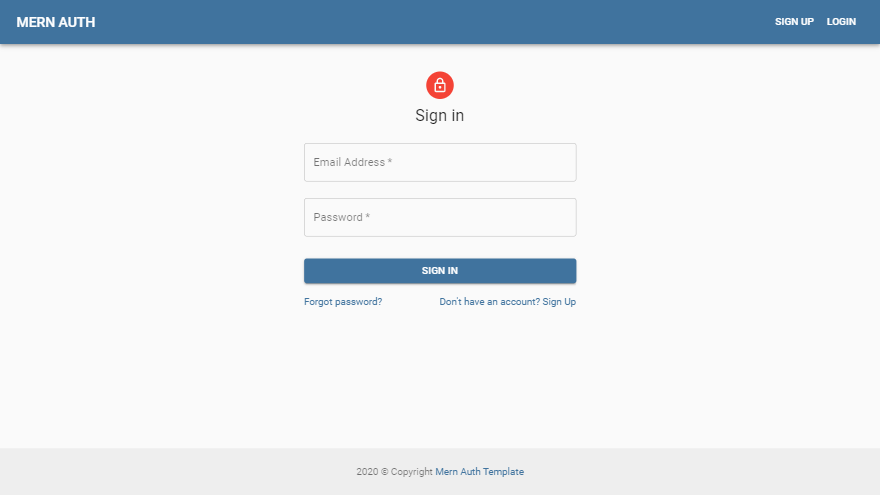 MERN AUTH
SIGN UP LOGIN
Sign in
Email Address *
Password *
SIGN IN
Forgot password? Don't have an account? Sign Up
2020 © Copyright Mern Auth Template